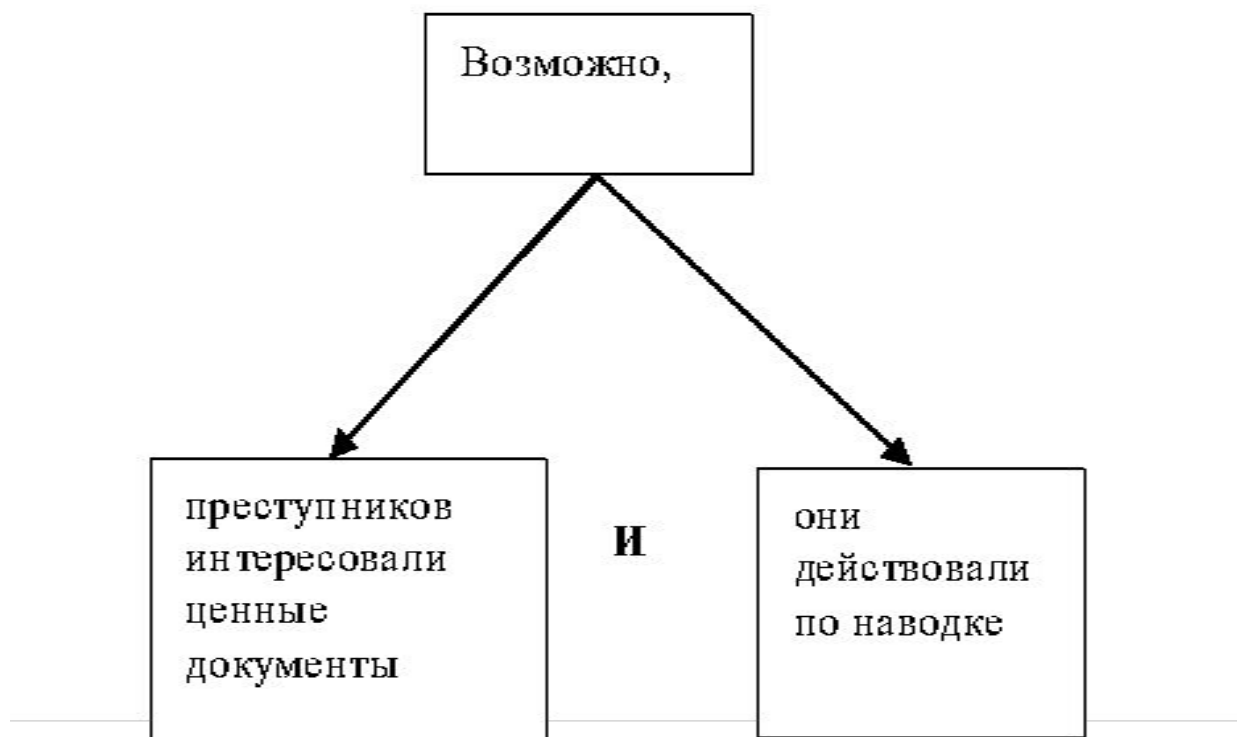 Возможно,
преступников
интересовали
ценные
документы
и
они
действовали
по наводке